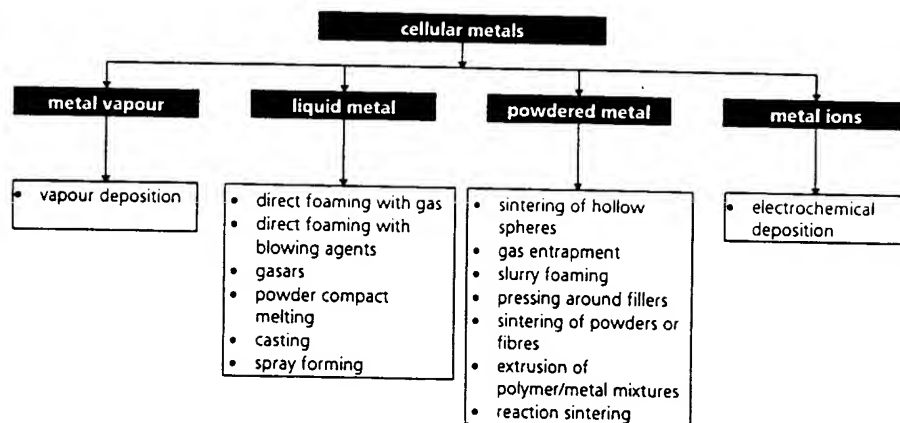 cellular metals
metal vapour
liquid metal
powdered metal
metal ions
• vapour deposition
• direct foaming with gas
• direct foaming with
blowing agents
• gasars
• powder compact
melting
• casting
• spray forming
• sintering of hollow
spheres
• gas entrapment
• slurry foaming
• pressing around fillers
• sintering of powders or
fibres
• extrusion of
polymer/metal mixtures
• reaction sintering
• electrochemical
deposition